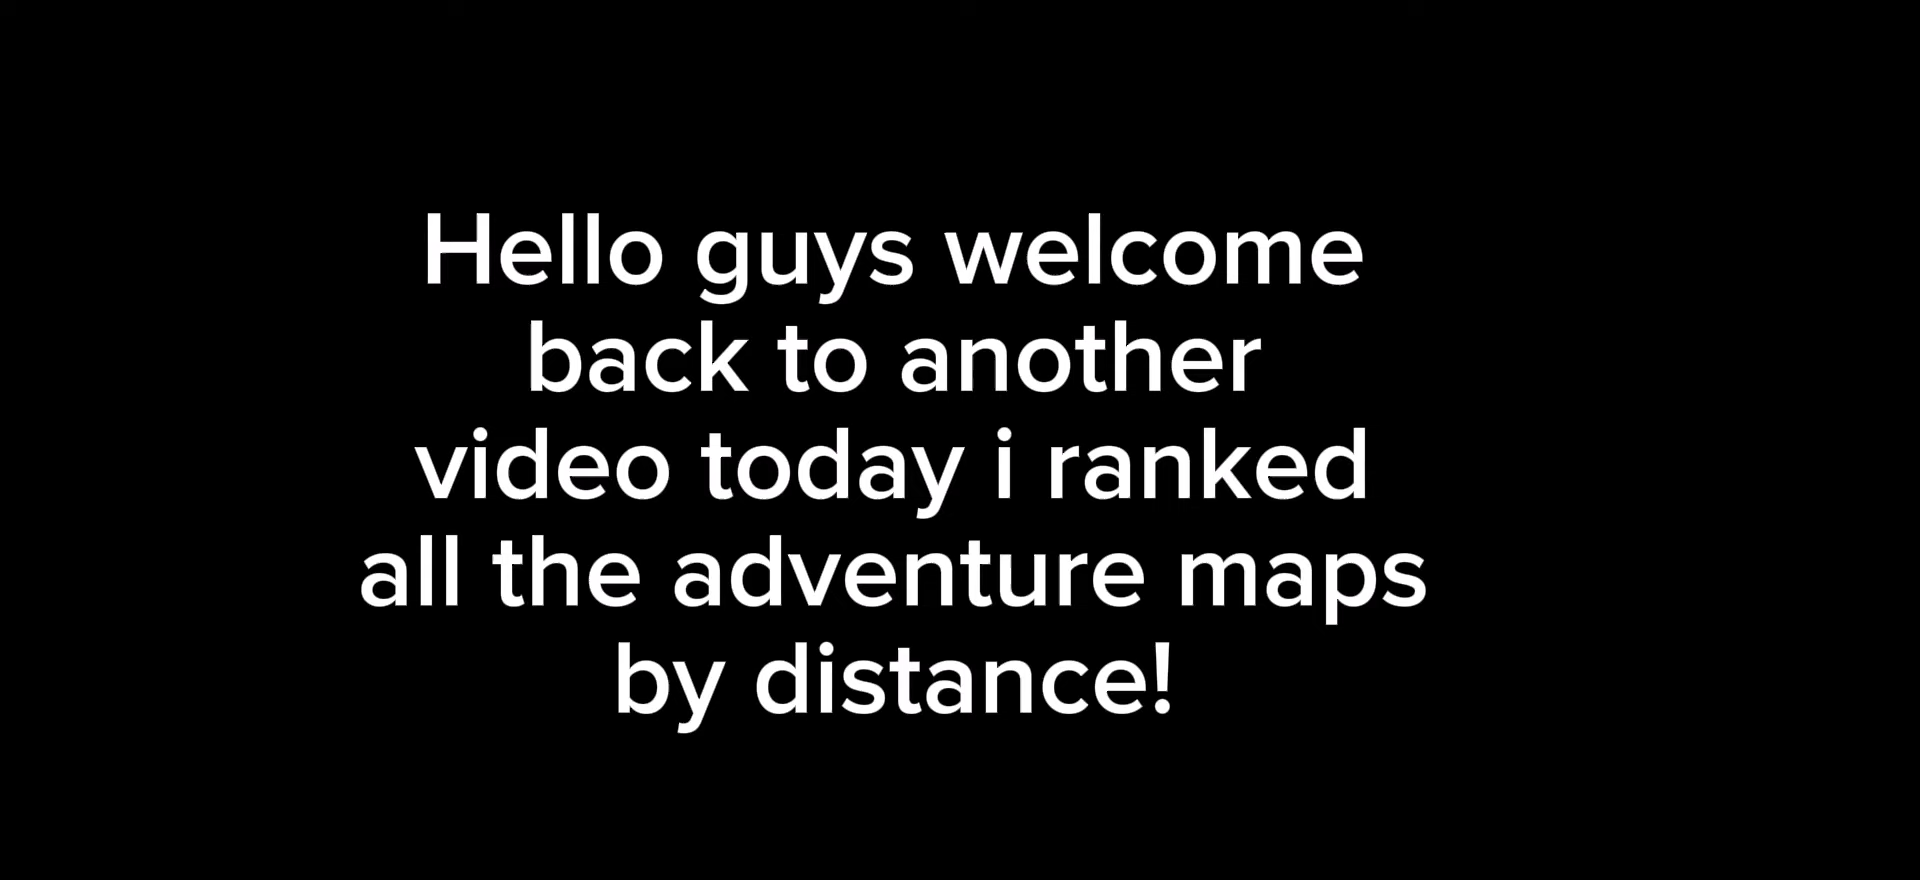 Hello guys welcome
back to another
video today i ranked
all the adventure maps
by distance!